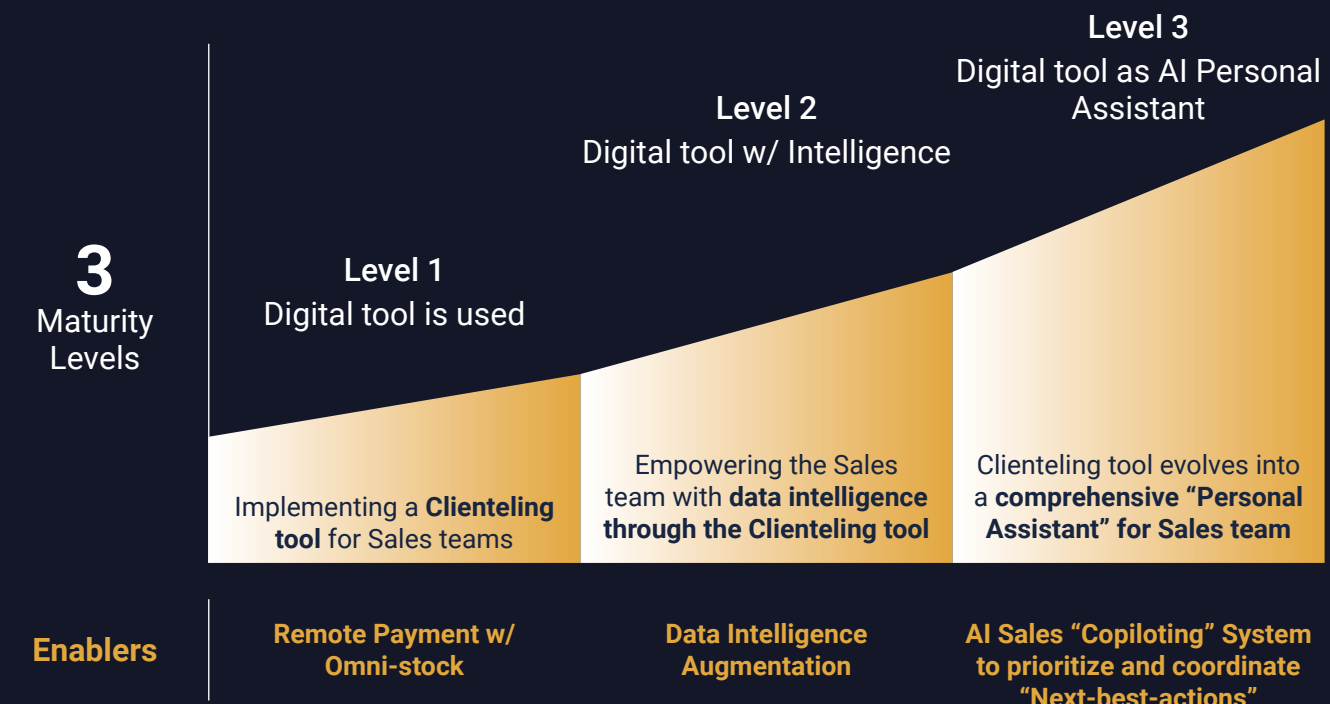 Level 3
Digital tool as AI Personal
Assistant
Level 2
Digital tool w/ Intelligence
Level 1
Digital tool is used
3
Maturity
Levels
Implementing a Clienteling
tool for Sales teams
Empowering the Sales
team with data intelligence
through the Clienteling tool
Clienteling tool evolves into
a comprehensive “Personal
Assistant” for Sales team
Enablers
Remote Payment w/
Omni-stock
Data Intelligence
Augmentation
AI Sales “Copiloting” System
to prioritize and coordinate
“Next-best-actions”